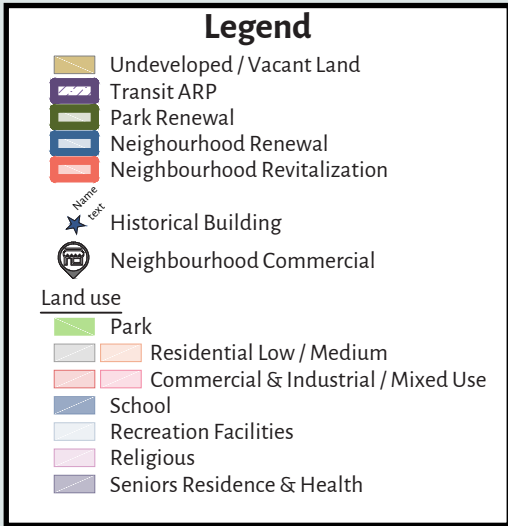 Legend
Undeveloped / Vacant Land
Transit ARP
Park Renewal
Neighourhood Renewal
Neighbourhood Revitalization
Name
text
Historical Building
Neighbourhood Commercial
Land use
Park
Residential Low / Medium
Commercial & Industrial / Mixed Use
School
Recreation Facilities
Religious
Seniors Residence & Health